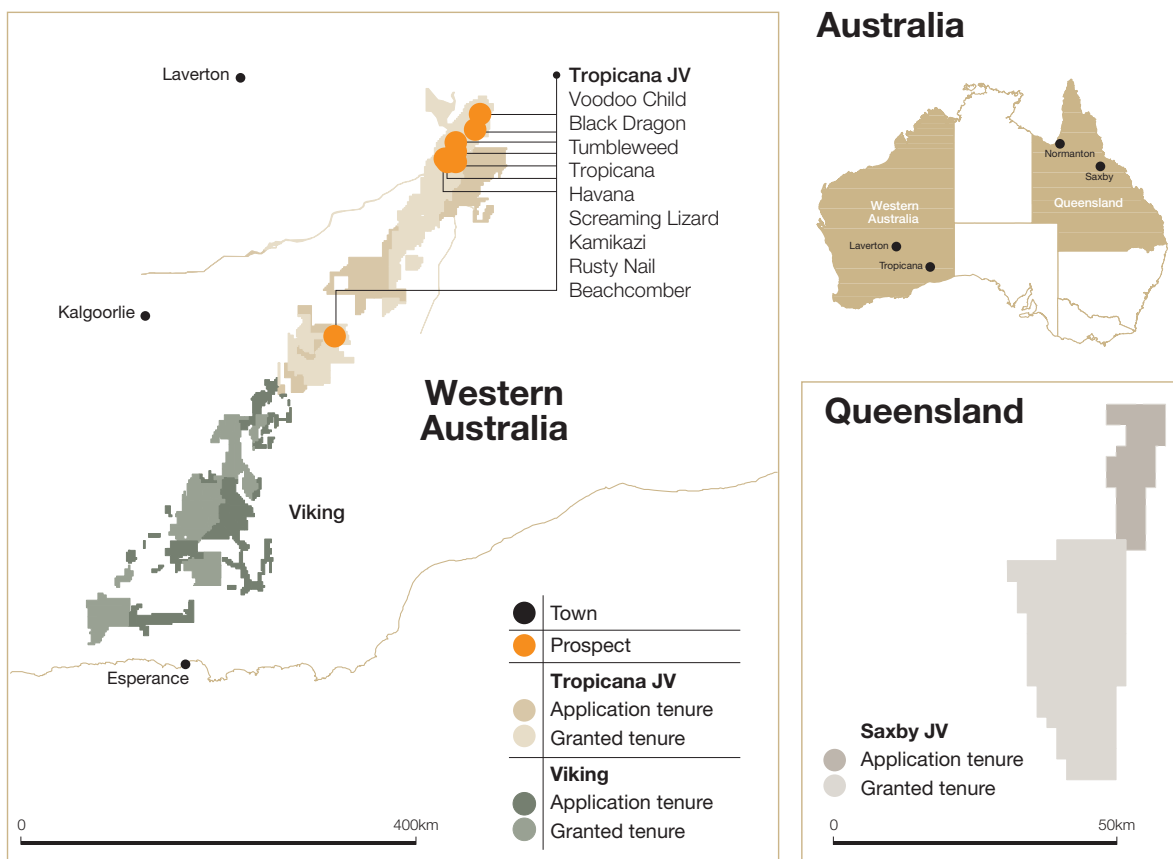 Laverton
Tropicana JV
Voodoo Child
Black Dragon
Tumbleweed
Tropicana
Havana
Screaming Lizard
Kamikazi
Rusty Nail
Beachcomber
Kalgoorlie
Western
Australia
Viking
Esperance
Town
Prospect
Tropicana JV
Application tenure
Granted tenure
Viking
Application tenure
Granted tenure
0
400km
Australia
Normanton
Saxby
Western
Australia
Queensland
Laverton
Tropicana
Queensland
Saxby JV
Application tenure
Granted tenure
0
50km